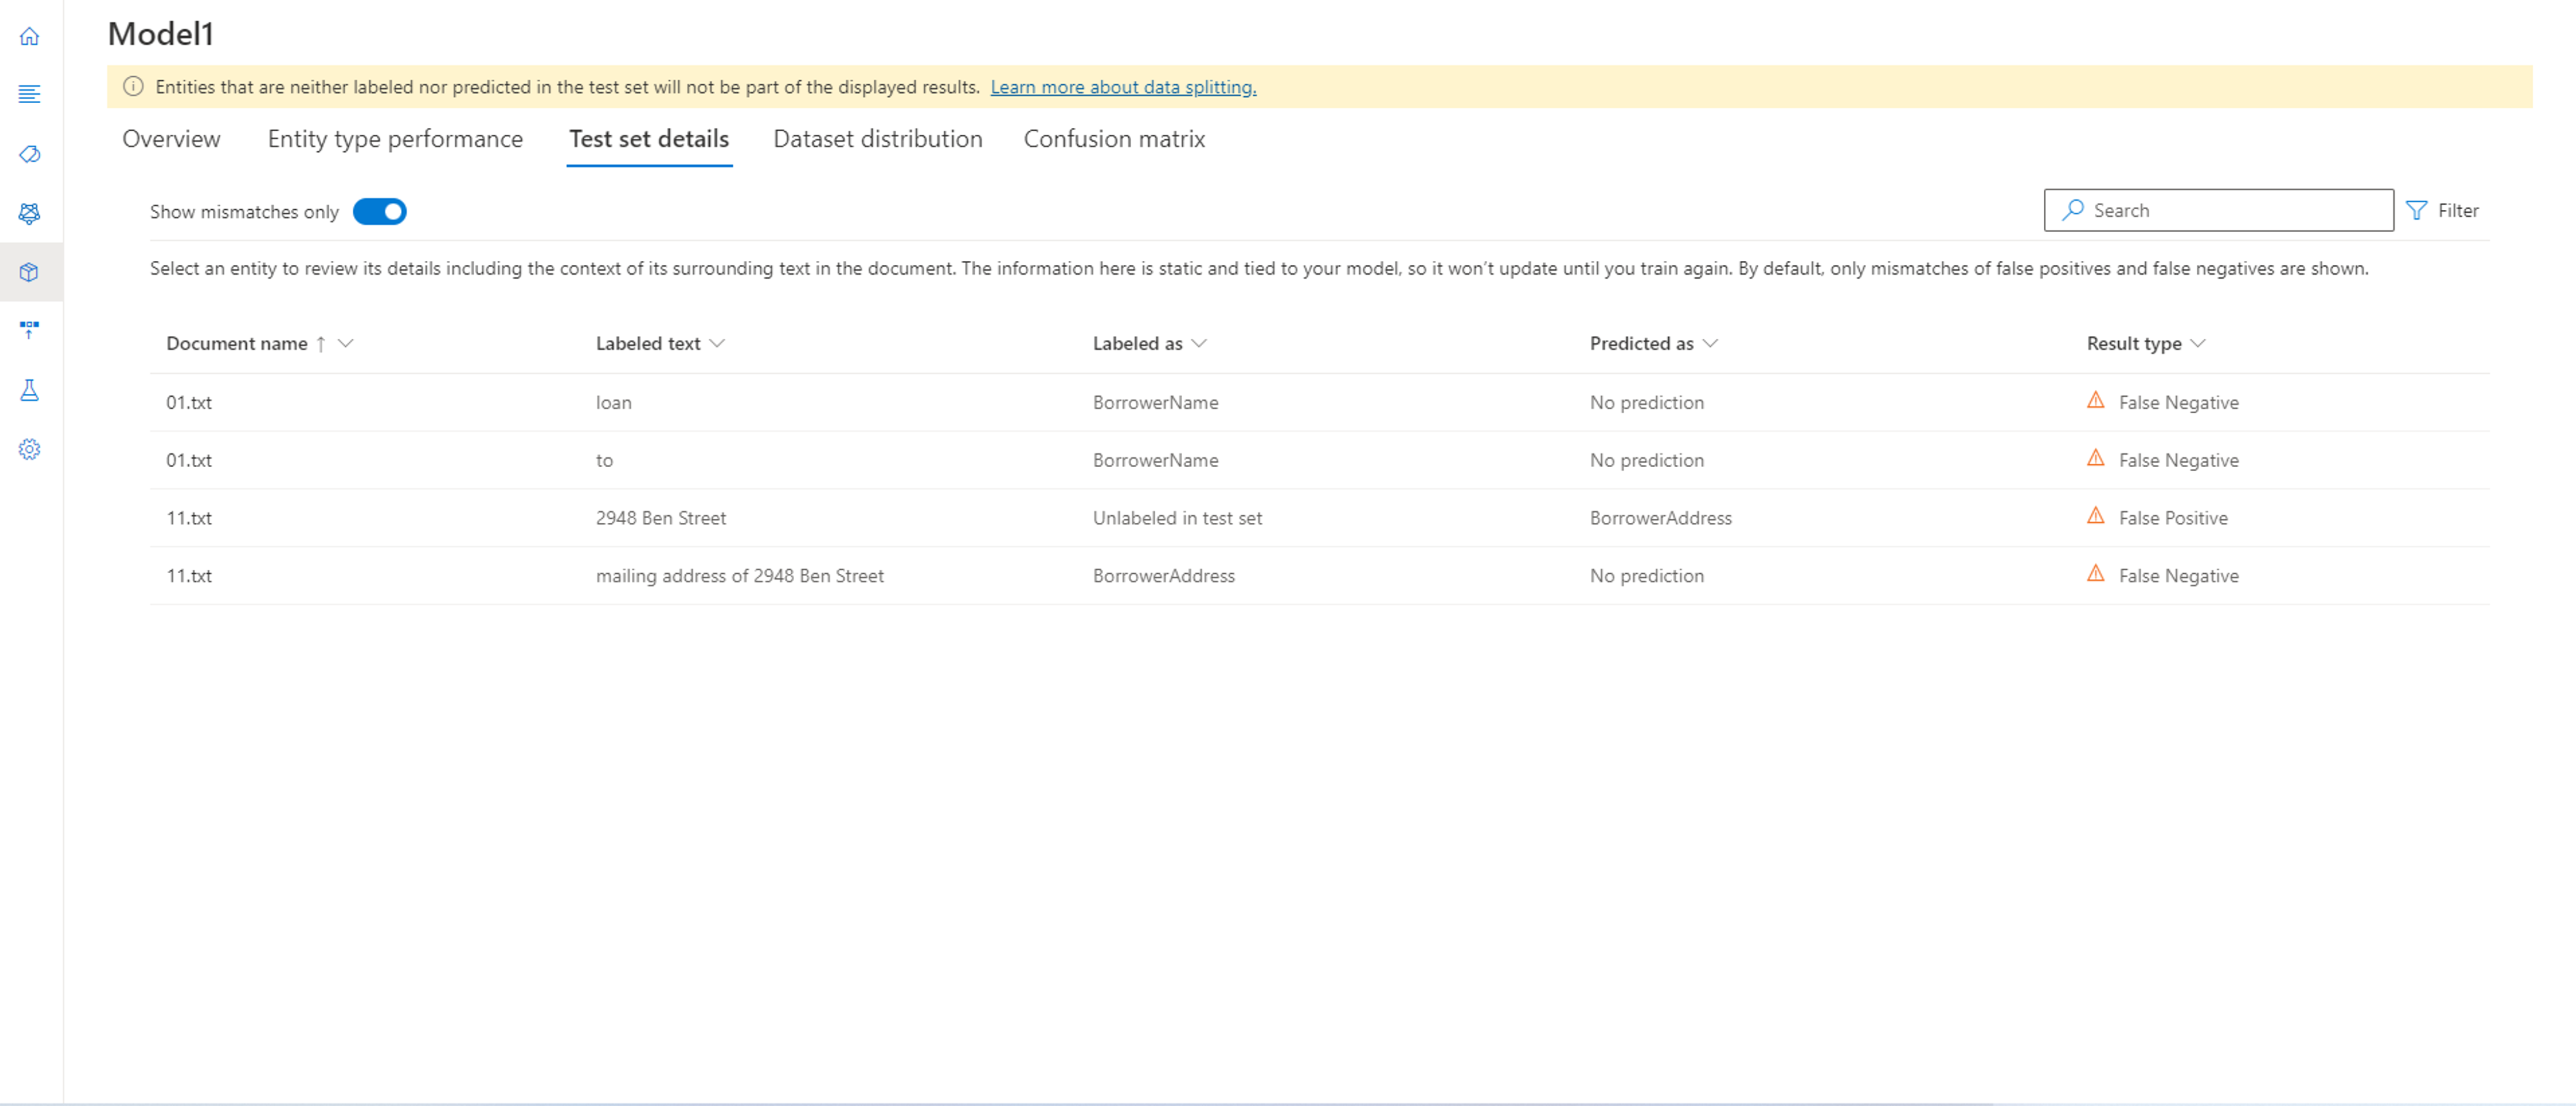 Model1
Entities that are neither labeled nor predicted in the test set will not be part of the displayed results. Learn more about data splitting.
Overview Entity type performance Test set details Dataset distribution Confusion matrix
Show mismatches only Search Filter
Select an entity to review its details including the context of its surrounding text in the document. The information here is static and tied to your model, so it won’t update until you train again. By default, only mismatches of false positives and false negatives are shown.
Document name Labeled text Labeled as Predicted as Result type
01.txt loan BorrowerName No prediction False Negative
01.txt to BorrowerName No prediction False Negative
11.txt 2948 Ben Street Unlabeled in test set BorrowerAddress False Positive
11.txt mailing address of 2948 Ben Street BorrowerAddress No prediction False Negative